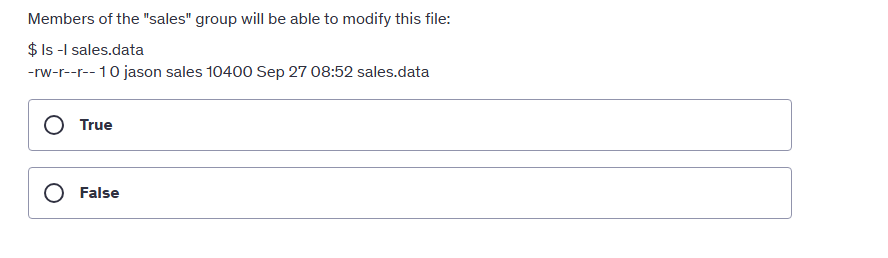 Members of the "sales" group will be able to modify this file:
$ ls -l sales.data
-rw-r--r-- 1 0 jason sales 10400 Sep 27 08:52 sales.data
True
False